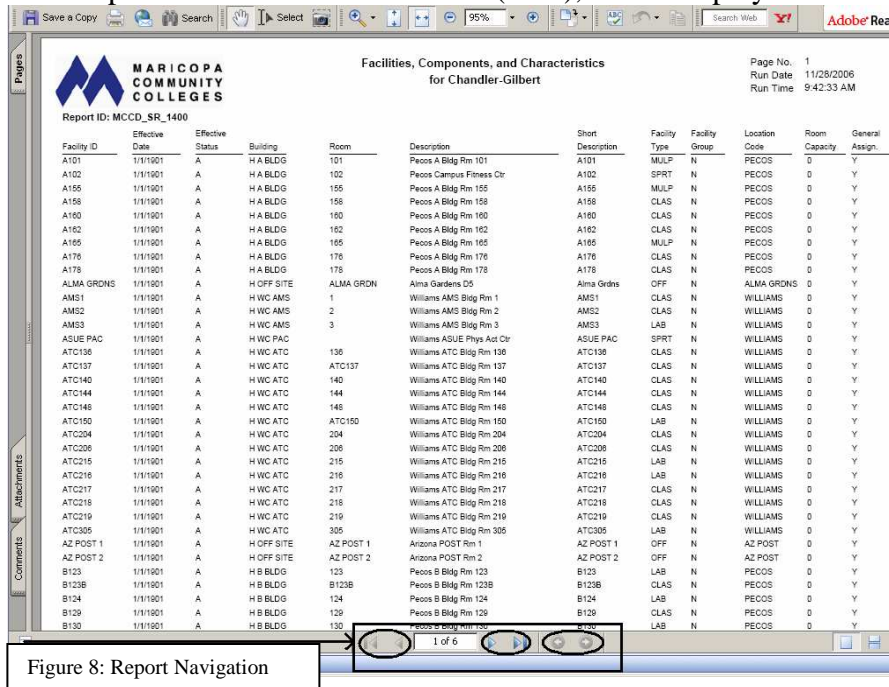 Save a Copy Search Select 95% Search Web Y! Adobe Rea
Pages
MARICOPA
COMMUNITY
COLLEGES
Facilities, Components, and Characteristics
for Chandler-Gilbert
Page No. 1
Run Date 11/28/2006
Run Time 9:42:33 AM
Report ID: MCCD_SR_1400
Effective Effective Short Facility Facility Location Room General
Facility ID Date Status Building Room Description Description Type Group Code Capacity Assign.
A101 1/1/1901 A H A BLDG 101 Pecos A Bldg Rm 101 A101 MULP N PECOS 0 Y
A102 1/1/1901 A H A BLDG 102 Pecos Campus Fitness Ctr A102 SPRT N PECOS 0 Y
A155 1/1/1901 A H A BLDG 155 Pecos A Bldg Rm 155 A155 MULP N PECOS 0 Y
A158 1/1/1901 A H A BLDG 158 Pecos A Bldg Rm 158 A158 CLAS N PECOS 0 Y
A160 1/1/1901 A H A BLDG 160 Pecos A Bldg Rm 160 A160 CLAS N PECOS 0 Y
A162 1/1/1901 A H A BLDG 162 Pecos A Bldg Rm 162 A162 CLAS N PECOS 0 Y
A165 1/1/1901 A H A BLDG 165 Pecos A Bldg Rm 165 A165 MULP N PECOS 0 Y
A176 1/1/1901 A H A BLDG 176 Pecos A Bldg Rm 176 A176 CLAS N PECOS 0 Y
A178 1/1/1901 A H A BLDG 178 Pecos A Bldg Rm 178 A178 CLAS N PECOS 0 Y
ALMA GRDNS 1/1/1901 A H OFF SITE ALMA GRDN Alma Gardens D5 Alma Grdns OFF N ALMA GRDNS 0 Y
AMS1 1/1/1901 A H WC AMS 1 Williams AMS Bldg Rm 1 AMS1 CLAS N WILLIAMS 0 Y
AMS2 1/1/1901 A H WC AMS 2 Williams AMS Bldg Rm 2 AMS2 CLAS N WILLIAMS 0 Y
AMS3 1/1/1901 A H WC AMS 3 Williams AMS Bldg Rm 3 AMS3 LAB N WILLIAMS 0 Y
ASUE PAC 1/1/1901 A H WC PAC Williams ASUE Phys Act Ctr ASUE PAC SPRT N WILLIAMS 0 Y
ATC136 1/1/1901 A H WC ATC 136 Williams ATC Bldg Rm 136 ATC136 CLAS N WILLIAMS 0 Y
ATC137 1/1/1901 A H WC ATC ATC137 Williams ATC Bldg Rm 137 ATC137 CLAS N WILLIAMS 0 Y
ATC140 1/1/1901 A H WC ATC 140 Williams ATC Bldg Rm 140 ATC140 CLAS N WILLIAMS 0 Y
ATC144 1/1/1901 A H WC ATC 144 Williams ATC Bldg Rm 144 ATC144 CLAS N WILLIAMS 0 Y
ATC148 1/1/1901 A H WC ATC 148 Williams ATC Bldg Rm 148 ATC148 CLAS N WILLIAMS 0 Y
ATC150 1/1/1901 A H WC ATC ATC150 Williams ATC Bldg Rm 150 ATC150 LAB N WILLIAMS 0 Y
ATC204 1/1/1901 A H WC ATC 204 Williams ATC Bldg Rm 204 ATC204 CLAS N WILLIAMS 0 Y
ATC206 1/1/1901 A H WC ATC 206 Williams ATC Bldg Rm 206 ATC206 CLAS N WILLIAMS 0 Y
ATC215 1/1/1901 A H WC ATC 215 Williams ATC Bldg Rm 215 ATC215 LAB N WILLIAMS 0 Y
ATC216 1/1/1901 A H WC ATC 216 Williams ATC Bldg Rm 216 ATC216 LAB N WILLIAMS 0 Y
ATC217 1/1/1901 A H WC ATC 217 Williams ATC Bldg Rm 217 ATC217 CLAS N WILLIAMS 0 Y
ATC218 1/1/1901 A H WC ATC 218 Williams ATC Bldg Rm 218 ATC218 CLAS N WILLIAMS 0 Y
ATC219 1/1/1901 A H WC ATC 219 Williams ATC Bldg Rm 219 ATC219 CLAS N WILLIAMS 0 Y
ATC305 1/1/1901 A H WC ATC 305 Williams ATC Bldg Rm 305 ATC305 LAB N WILLIAMS 0 Y
AZ POST 1 1/1/1901 A H OFF SITE AZ POST 1 Arizona POST Rm 1 AZ POST 1 OFF N AZ POST 0 Y
AZ POST 2 1/1/1901 A H OFF SITE AZ POST 2 Arizona POST Rm 2 AZ POST 2 OFF N AZ POST 0 Y
B123 1/1/1901 A H B BLDG 123 Pecos B Bldg Rm 123 B123 LAB N PECOS 0 Y
B123B 1/1/1901 A H B BLDG B123B Pecos B Bldg Rm 123B B123B CLAS N PECOS 0 Y
B124 1/1/1901 A H B BLDG 124 Pecos B Bldg Rm 124 B124 LAB N PECOS 0 Y
B129 1/1/1901 A H B BLDG 129 Pecos B Bldg Rm 129 B129 CLAS N PECOS 0 Y
B130 1/1/1901 A H B BLDG 130 Pecos B Bldg Rm 130 B130 LAB N PECOS 0 Y
Attachments
Comments
1 of 6
Figure 8: Report Navigation